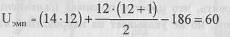 Uэмп = (14·12) + 12·(12+1)/2 − 186 = 60